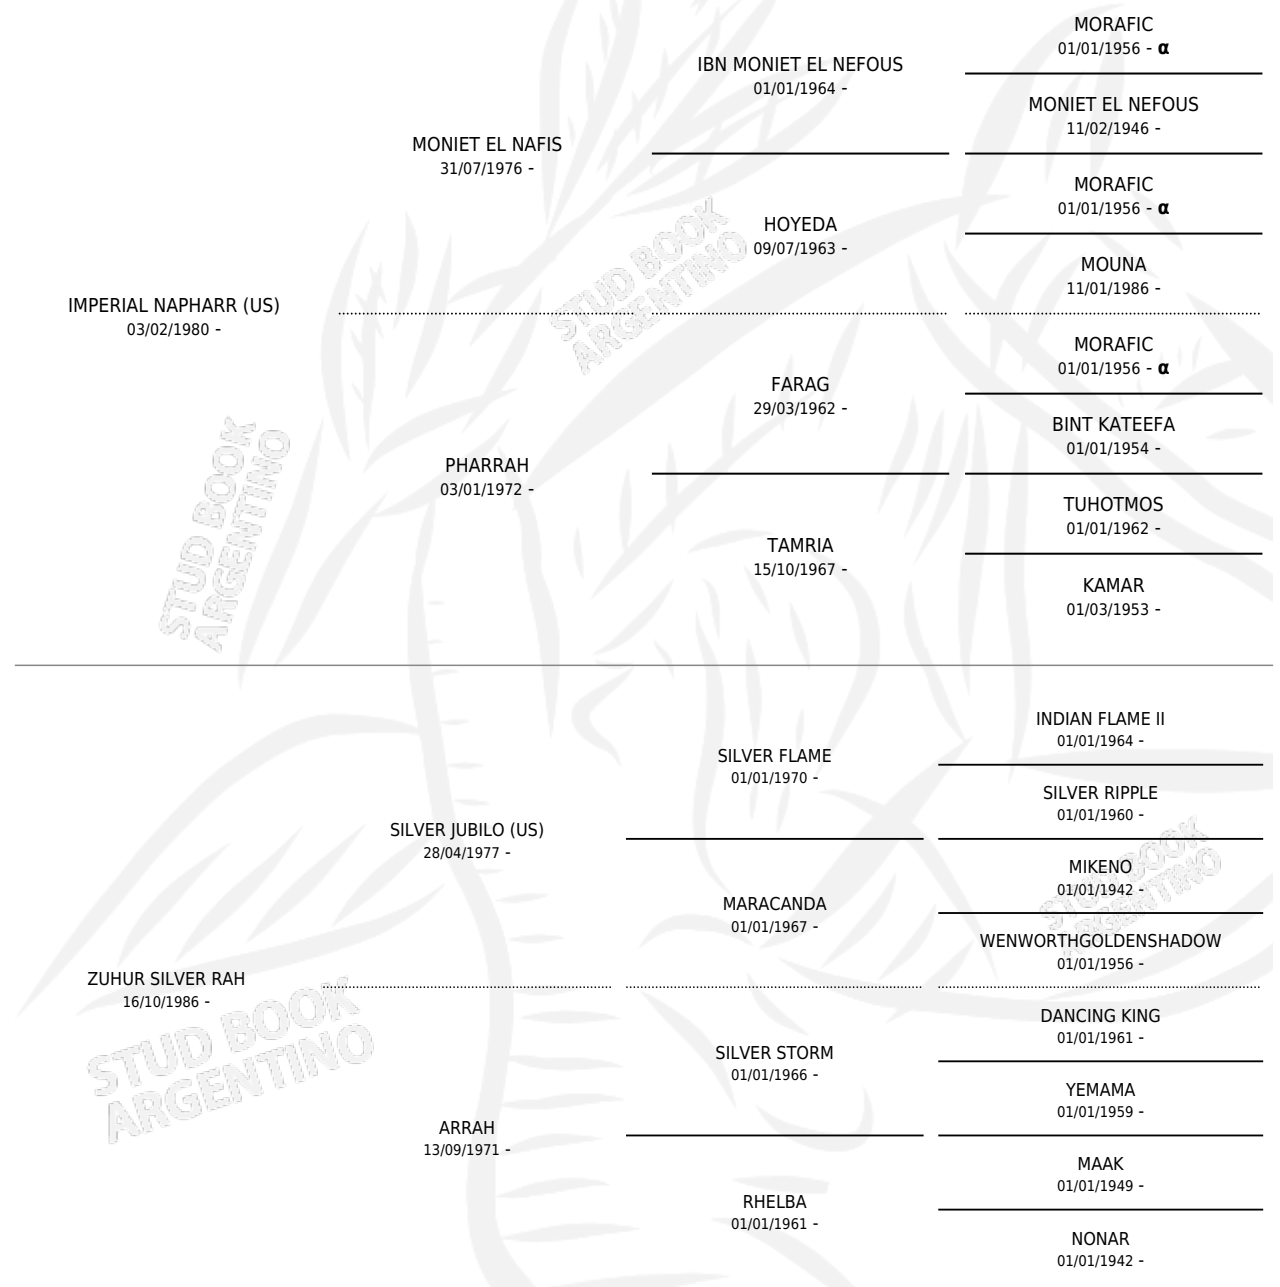 MORAFIC
01/01/1956 - α
IBN MONIET EL NEFOUS
01/01/1964 -
MONIET EL NEFOUS
11/02/1946 -
MONIET EL NAFIS
31/07/1976 -
MORAFIC
01/01/1956 - α
HOYEDA
09/07/1963 -
MOUNA
11/01/1986 -
IMPERIAL NAPHARR (US)
03/02/1980 -
MORAFIC
01/01/1956 - α
FARAG
29/03/1962 -
BINT KATEEFA
01/01/1954 -
PHARRAH
03/01/1972 -
TUHOTMOS
01/01/1962 -
TAMRIA
15/10/1967 -
KAMAR
01/03/1953 -
STUD BOOK
ARGENTINO
STUD BOOK
ARGENTINO
INDIAN FLAME II
01/01/1964 -
SILVER FLAME
01/01/1970 -
SILVER RIPPLE
01/01/1960 -
SILVER JUBILO (US)
28/04/1977 -
MIKENO
01/01/1942 -
MARACANDA
01/01/1967 -
WENWORTHGOLDENSHADOW
01/01/1956 -
ZUHUR SILVER RAH
16/10/1986 -
DANCING KING
01/01/1961 -
SILVER STORM
01/01/1966 -
YEMAMA
01/01/1959 -
ARRAH
13/09/1971 -
MAAK
01/01/1949 -
RHELBA
01/01/1961 -
NONAR
01/01/1942 -
STUD BOOK
ARGENTINO
STUD BOOK
ARGENTINO